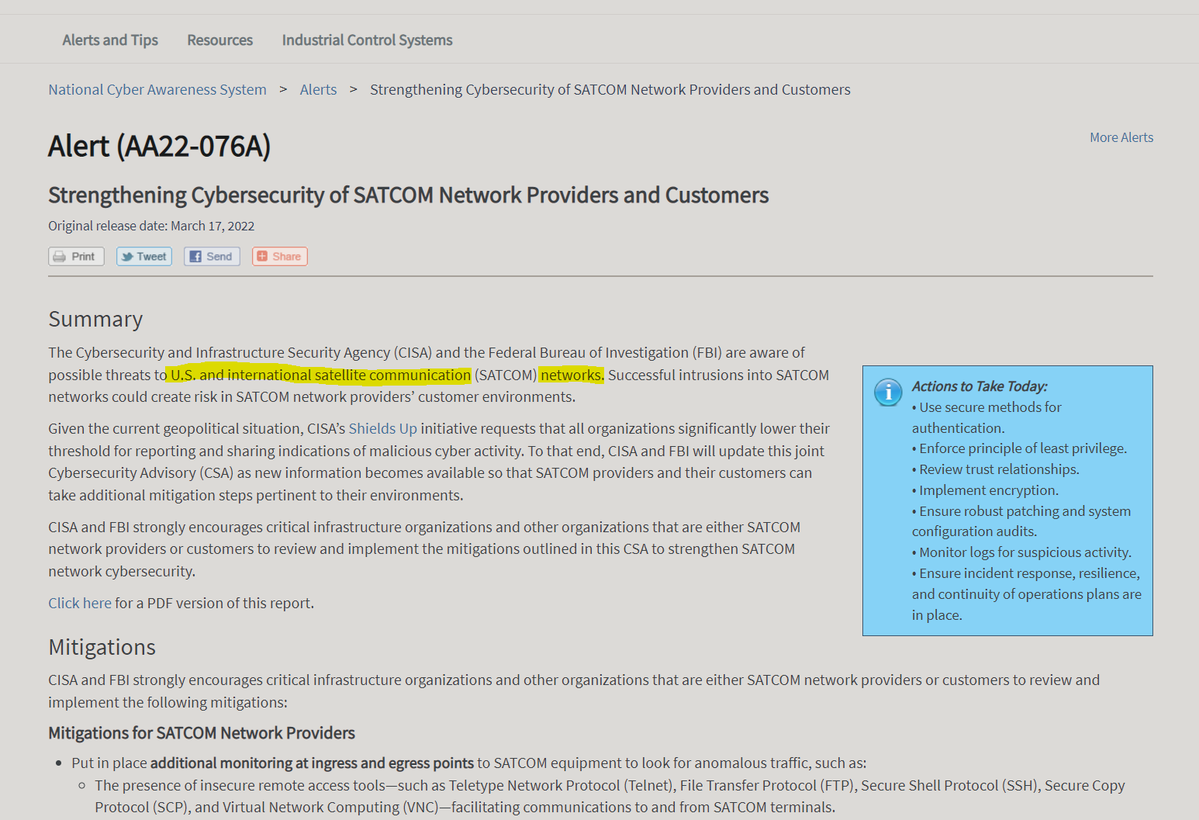 Alerts and Tips Resources Industrial Control Systems
National Cyber Awareness System > Alerts > Strengthening Cybersecurity of SATCOM Network Providers and Customers
Alert (AA22-076A)
More Alerts
Strengthening Cybersecurity of SATCOM Network Providers and Customers
Original release date: March 17, 2022
Print Tweet Send Share
Summary
The Cybersecurity and Infrastructure Security Agency (CISA) and the Federal Bureau of Investigation (FBI) are aware of
possible threats to U.S. and international satellite communication (SATCOM) networks. Successful intrusions into SATCOM
networks could create risk in SATCOM network providers’ customer environments.
Given the current geopolitical situation, CISA’s Shields Up initiative requests that all organizations significantly lower their
threshold for reporting and sharing indications of malicious cyber activity. To that end, CISA and FBI will update this joint
Cybersecurity Advisory (CSA) as new information becomes available so that SATCOM providers and their customers can
take additional mitigation steps pertinent to their environments.
CISA and FBI strongly encourages critical infrastructure organizations and other organizations that are either SATCOM
network providers or customers to review and implement the mitigations outlined in this CSA to strengthen SATCOM
network cybersecurity.
Click here for a PDF version of this report.
Actions to Take Today:
• Use secure methods for
authentication.
• Enforce principle of least privilege.
• Review trust relationships.
• Implement encryption.
• Ensure robust patching and system
configuration audits.
• Monitor logs for suspicious activity.
• Ensure incident response, resilience,
and continuity of operations plans are
in place.
Mitigations
CISA and FBI strongly encourages critical infrastructure organizations and other organizations that are either SATCOM network providers or customers to review and
implement the following mitigations:
Mitigations for SATCOM Network Providers
• Put in place additional monitoring at ingress and egress points to SATCOM equipment to look for anomalous traffic, such as:
◦ The presence of insecure remote access tools—such as Teletype Network Protocol (Telnet), File Transfer Protocol (FTP), Secure Shell Protocol (SSH), Secure Copy
Protocol (SCP), and Virtual Network Computing (VNC)—facilitating communications to and from SATCOM terminals.